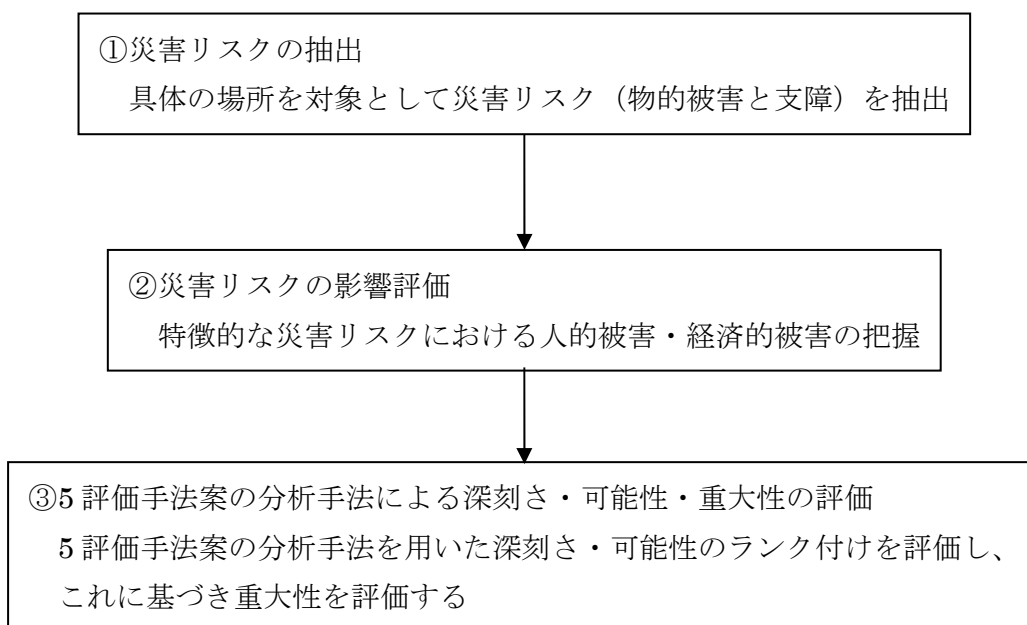 ①災害リスクの抽出
具体の場所を対象として災害リスク（物的被害と支障）を抽出
②災害リスクの影響評価
特徴的な災害リスクにおける人的被害・経済的被害の把握
③5 評価手法案の分析手法による深刻さ・可能性・重大性の評価
5 評価手法案の分析手法を用いた深刻さ・可能性のランク付けを評価し、
これに基づき重大性を評価する